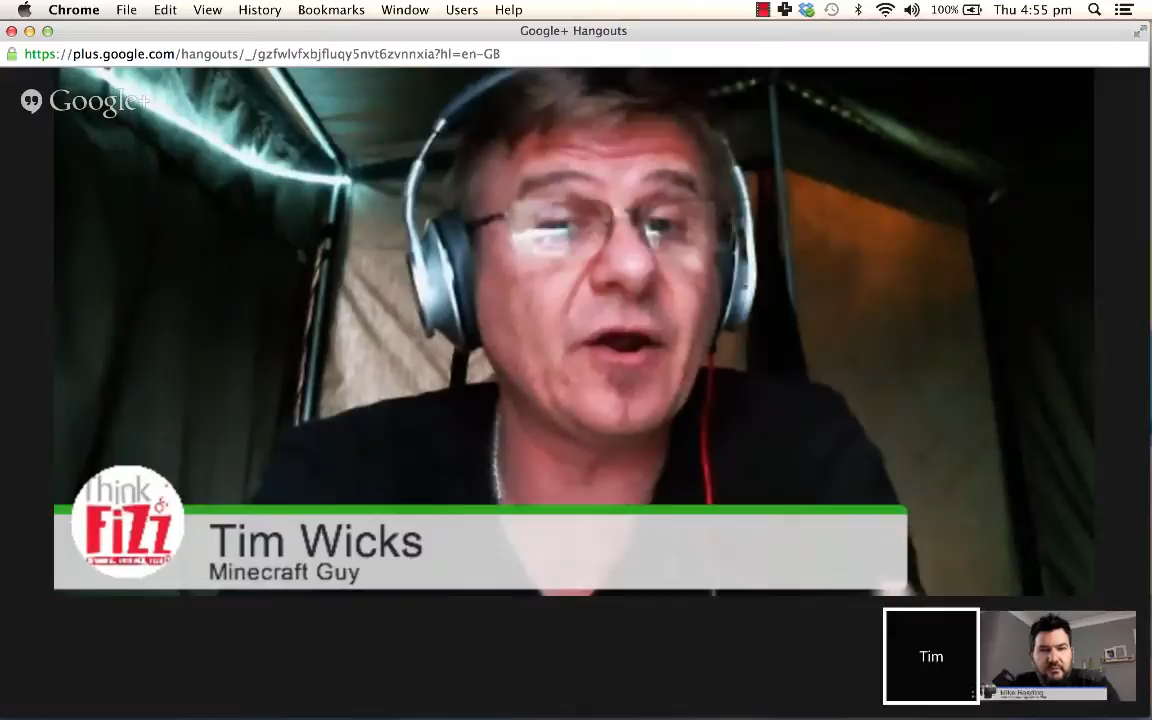 Chrome File Edit View History Bookmarks Window Users Help 100% Thu 4:55 pm
Google+ Hangouts
https://plus.google.com/hangouts/_/gzfwlvfxbjfluqy5nvt6zvnnxia?hl=en-GB
Google+
Think
FiZZ
Tim Wicks
Minecraft Guy
Tim